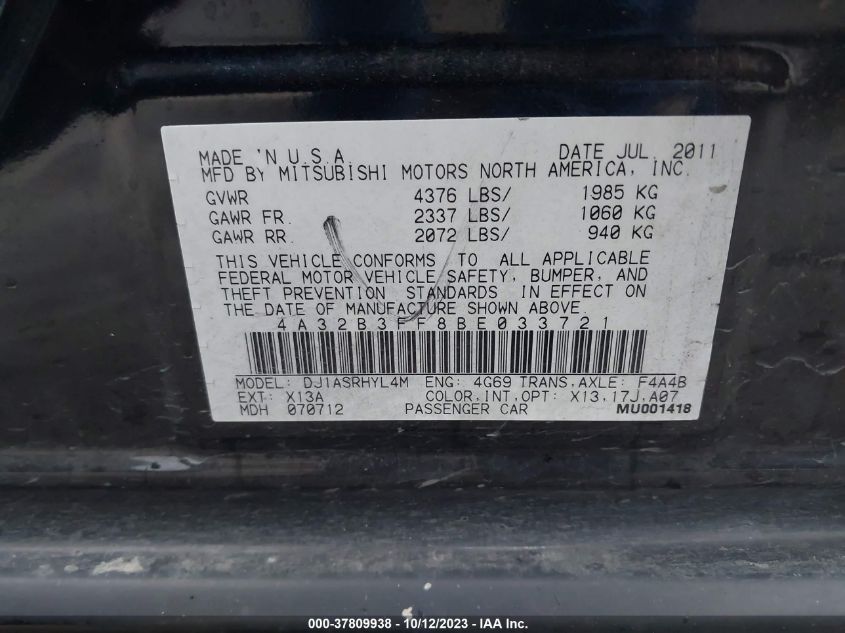 MADE 'N U.S.A. DATE JUL, 2011
MFD BY MITSUBISHI MOTORS NORTH AMERICA, INC.
GVWR 4376 LBS/ 1985 KG
GAWR FR. 2337 LBS/ 1060 KG
GAWR RR. 2072 LBS/ 940 KG
THIS VEHICLE CONFORMS TO ALL APPLICABLE
FEDERAL MOTOR VEHICLE SAFETY, BUMPER, AND
THEFT PREVENTION STANDARDS IN EFFECT ON
THE DATE OF MANUFACTURE SHOWN ABOVE.
4A32B3FF8BE033721
MODEL: DJ1ASRHYL4M ENG: 4G69 TRANS.AXLE: F4A4B
EXT: X13A COLOR,INT,OPT: X13,17J,A07
MDH 070712 PASSENGER CAR MU001418
000-37809938 - 10/12/2023 - IAA Inc.